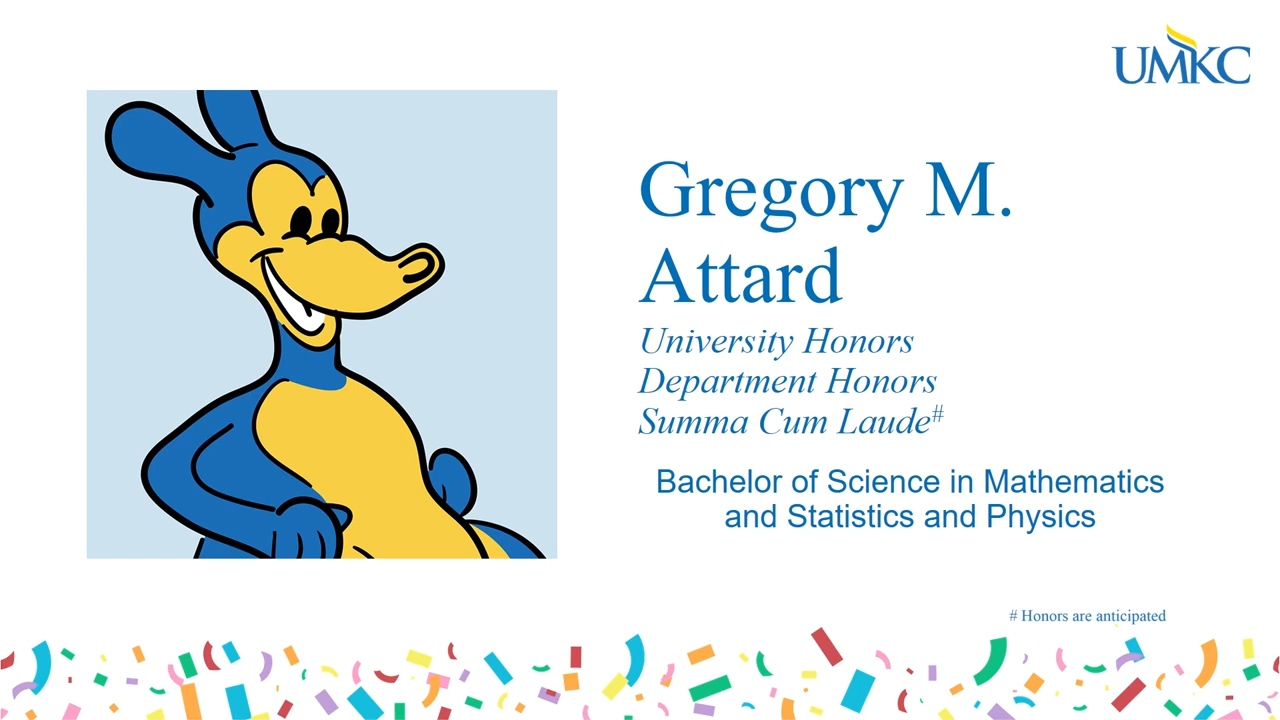 UMKC
Gregory M.
Attard
University Honors
Department Honors
Summa Cum Laude#
Bachelor of Science in Mathematics
and Statistics and Physics
# Honors are anticipated